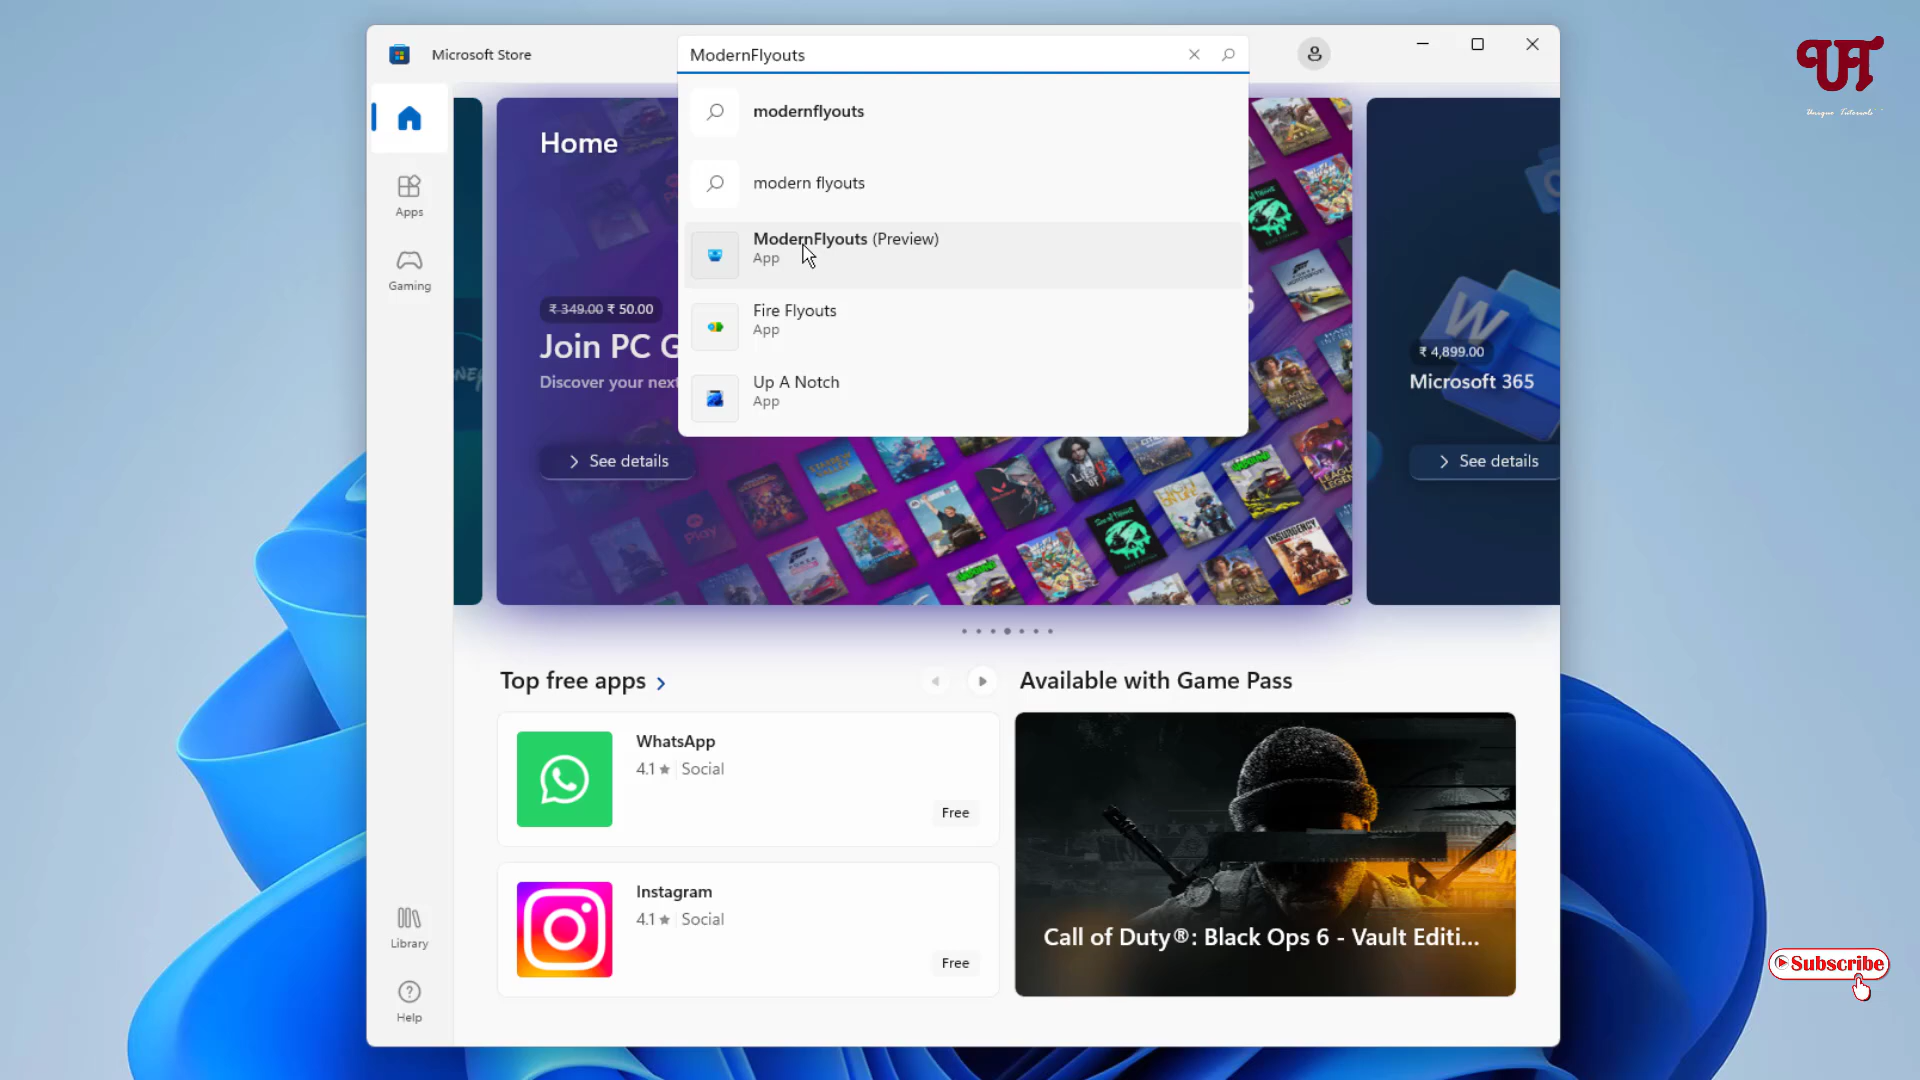 Microsoft Store
ModernFlyouts
modernflyouts
modern flyouts
ModernFlyouts (Preview)
App
Fire Flyouts
App
Up A Notch
App
Home
Apps
Gaming
Library
Help
₹ 349.00 ₹ 50.00
Join PC G
Discover your next
See details
₹ 4,899.00
Microsoft 365
See details
Top free apps
Available with Game Pass
WhatsApp
4.1 ★ Social
Free
Instagram
4.1 ★ Social
Free
Call of Duty®: Black Ops 6 - Vault Editi...
UT
Unique Tutorials
Subscribe